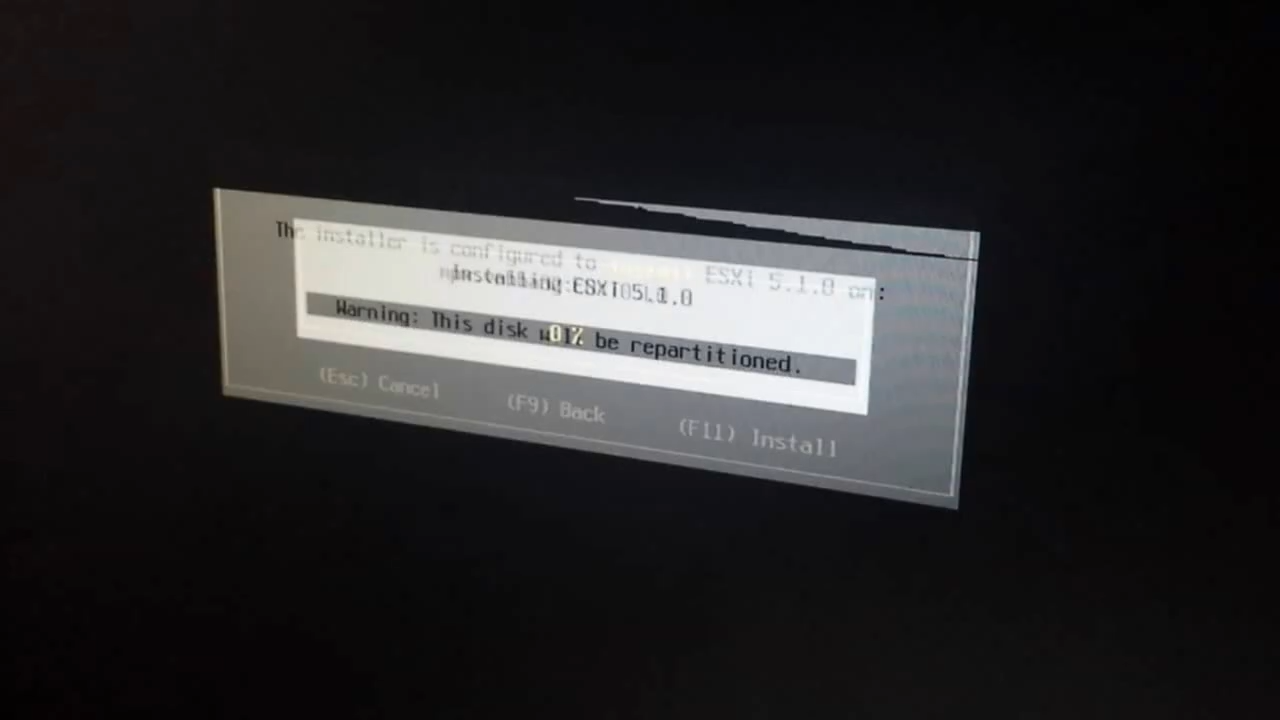 The installer is configured to install ESXi 5.1.0 on:
Installing ESXi 5.1.0
Warning: This disk will be repartitioned.
0 %
(Esc) Cancel (F9) Back (F11) Install